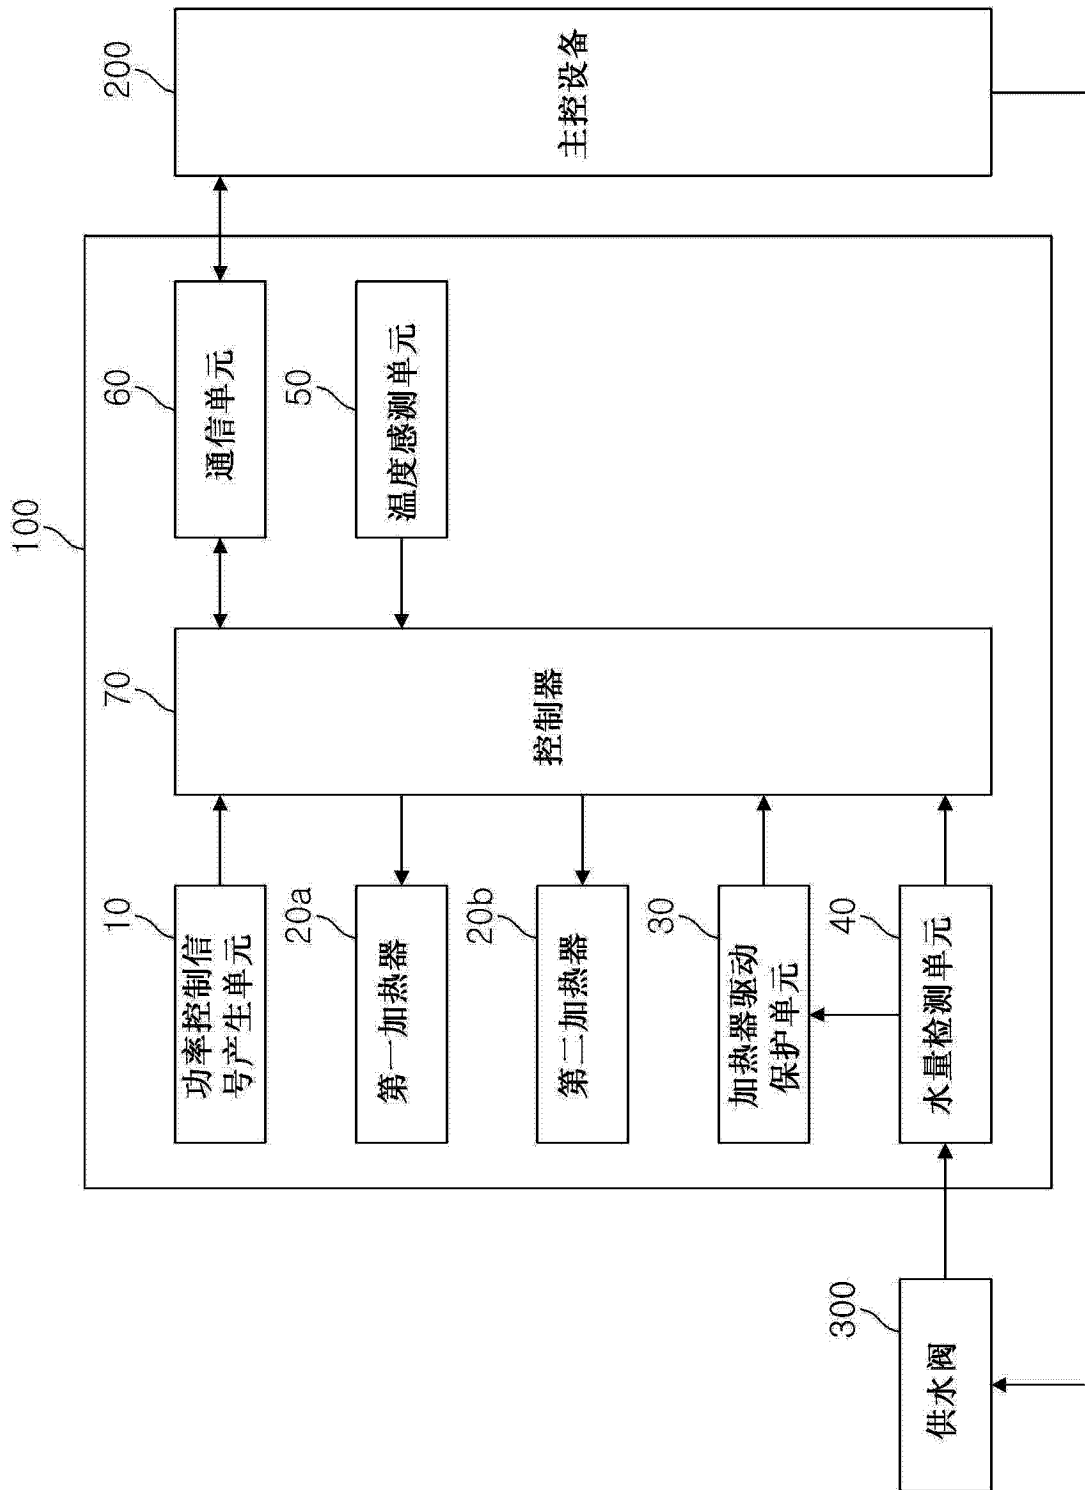 100
10
70
60
200
功率控制信
号产生单元
通信单元
20a
50
第一加热器
温度感测单元
20b
第二加热器
控制器
主控设备
30
加热器驱动
保护单元
300
40
供水阀
水量检测单元